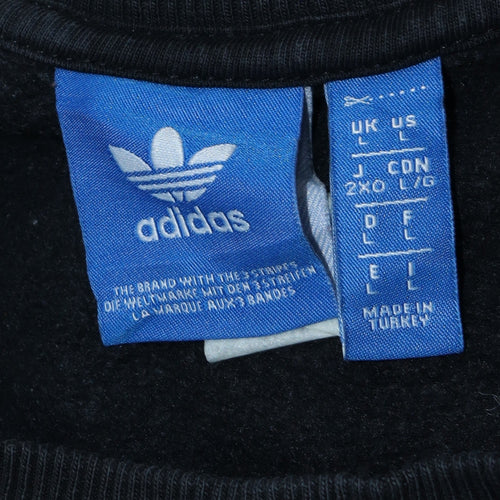 adidas
THE BRAND WITH THE 3 STRIPES
DIE WELTMARKE MIT DEN 3 STREIFEN
LA MARQUE AUX 3 BANDES
UK US
L L
J CDN
2XO L/G
D F
L L
E I
L L
MADE IN
TURKEY